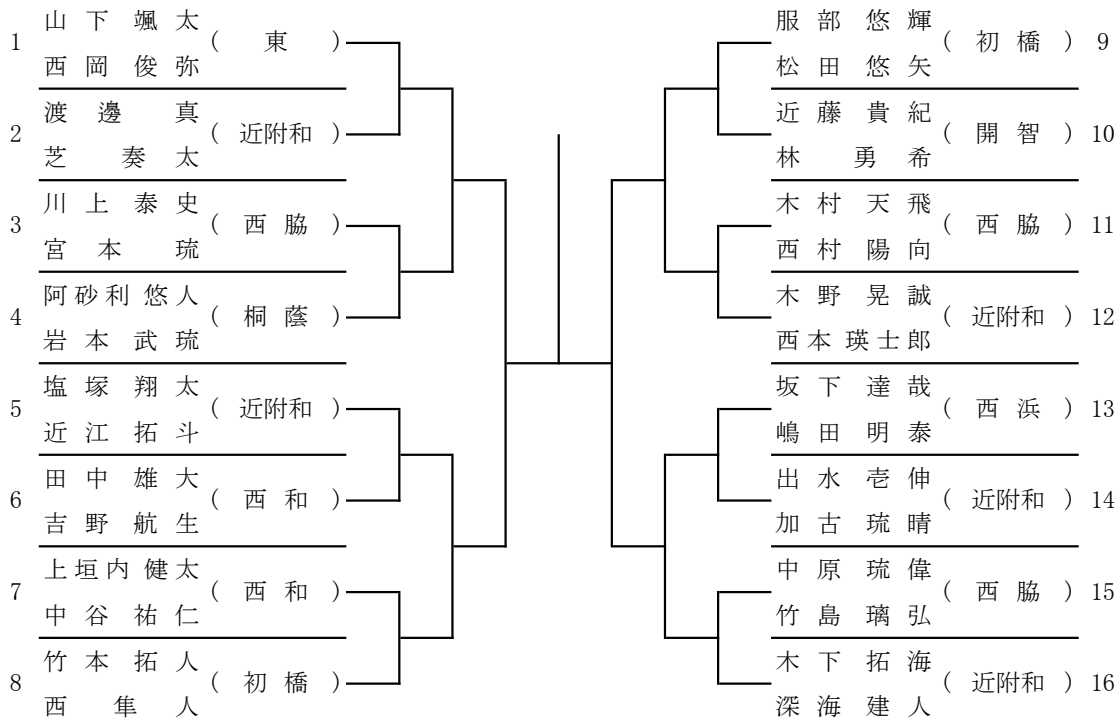 1 山下颯太 (東)
西岡俊弥
2 渡邊真 (近附和)
芝奏太
3 川上泰史 (西脇)
宮本琉
4 阿砂利悠人 (桐蔭)
岩本武琉
5 塩塚翔太 (近附和)
近江拓斗
6 田中雄大 (西和)
吉野航生
7 上垣内健太 (西和)
中谷祐仁
8 竹本拓人 (初橋)
西隼人
服部悠輝 (初橋) 9
松田悠矢
近藤貴紀 (開智) 10
林勇希
木村天飛 (西脇) 11
西村陽向
木野晃誠 (近附和) 12
西本瑛士郎
坂下達哉 (西浜) 13
嶋田明泰
出水壱伸 (近附和) 14
加古琉晴
中原琉偉 (西脇) 15
竹島璃弘
木下拓海 (近附和) 16
深海建人